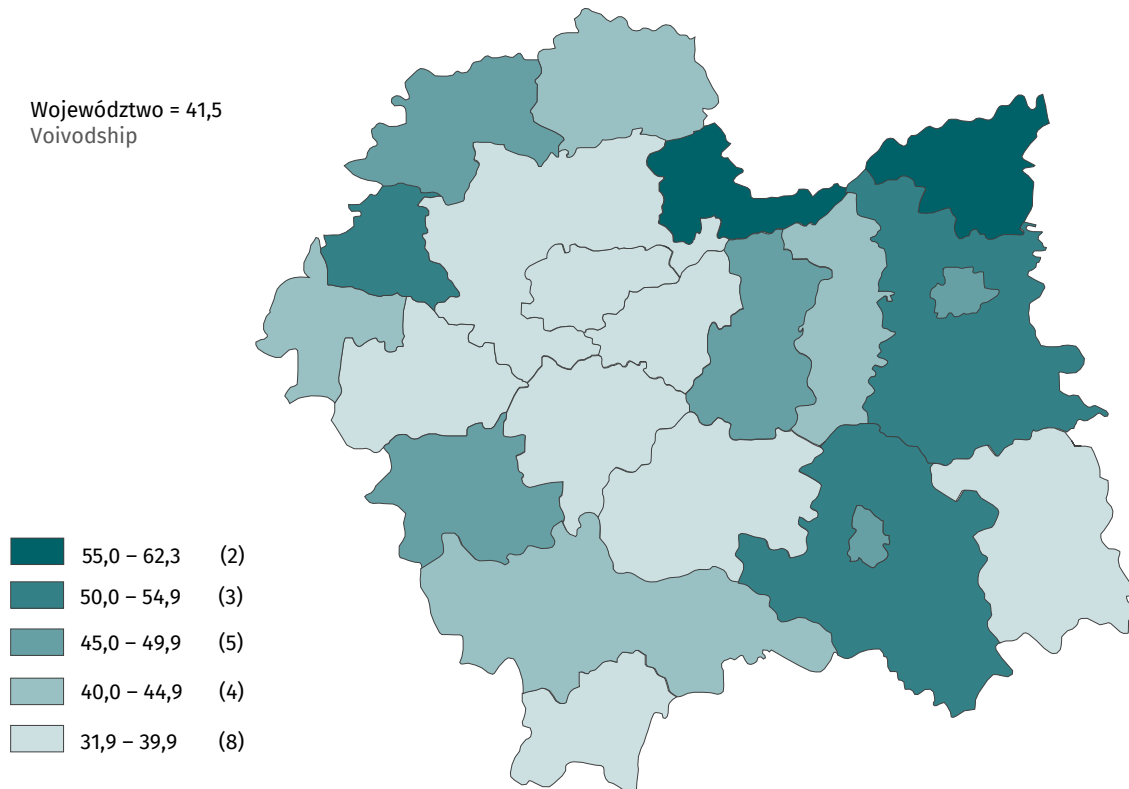 Województwo = 41,5
Voivodship
55,0 – 62,3 (2)
50,0 – 54,9 (3)
45,0 – 49,9 (5)
40,0 – 44,9 (4)
31,9 – 39,9 (8)